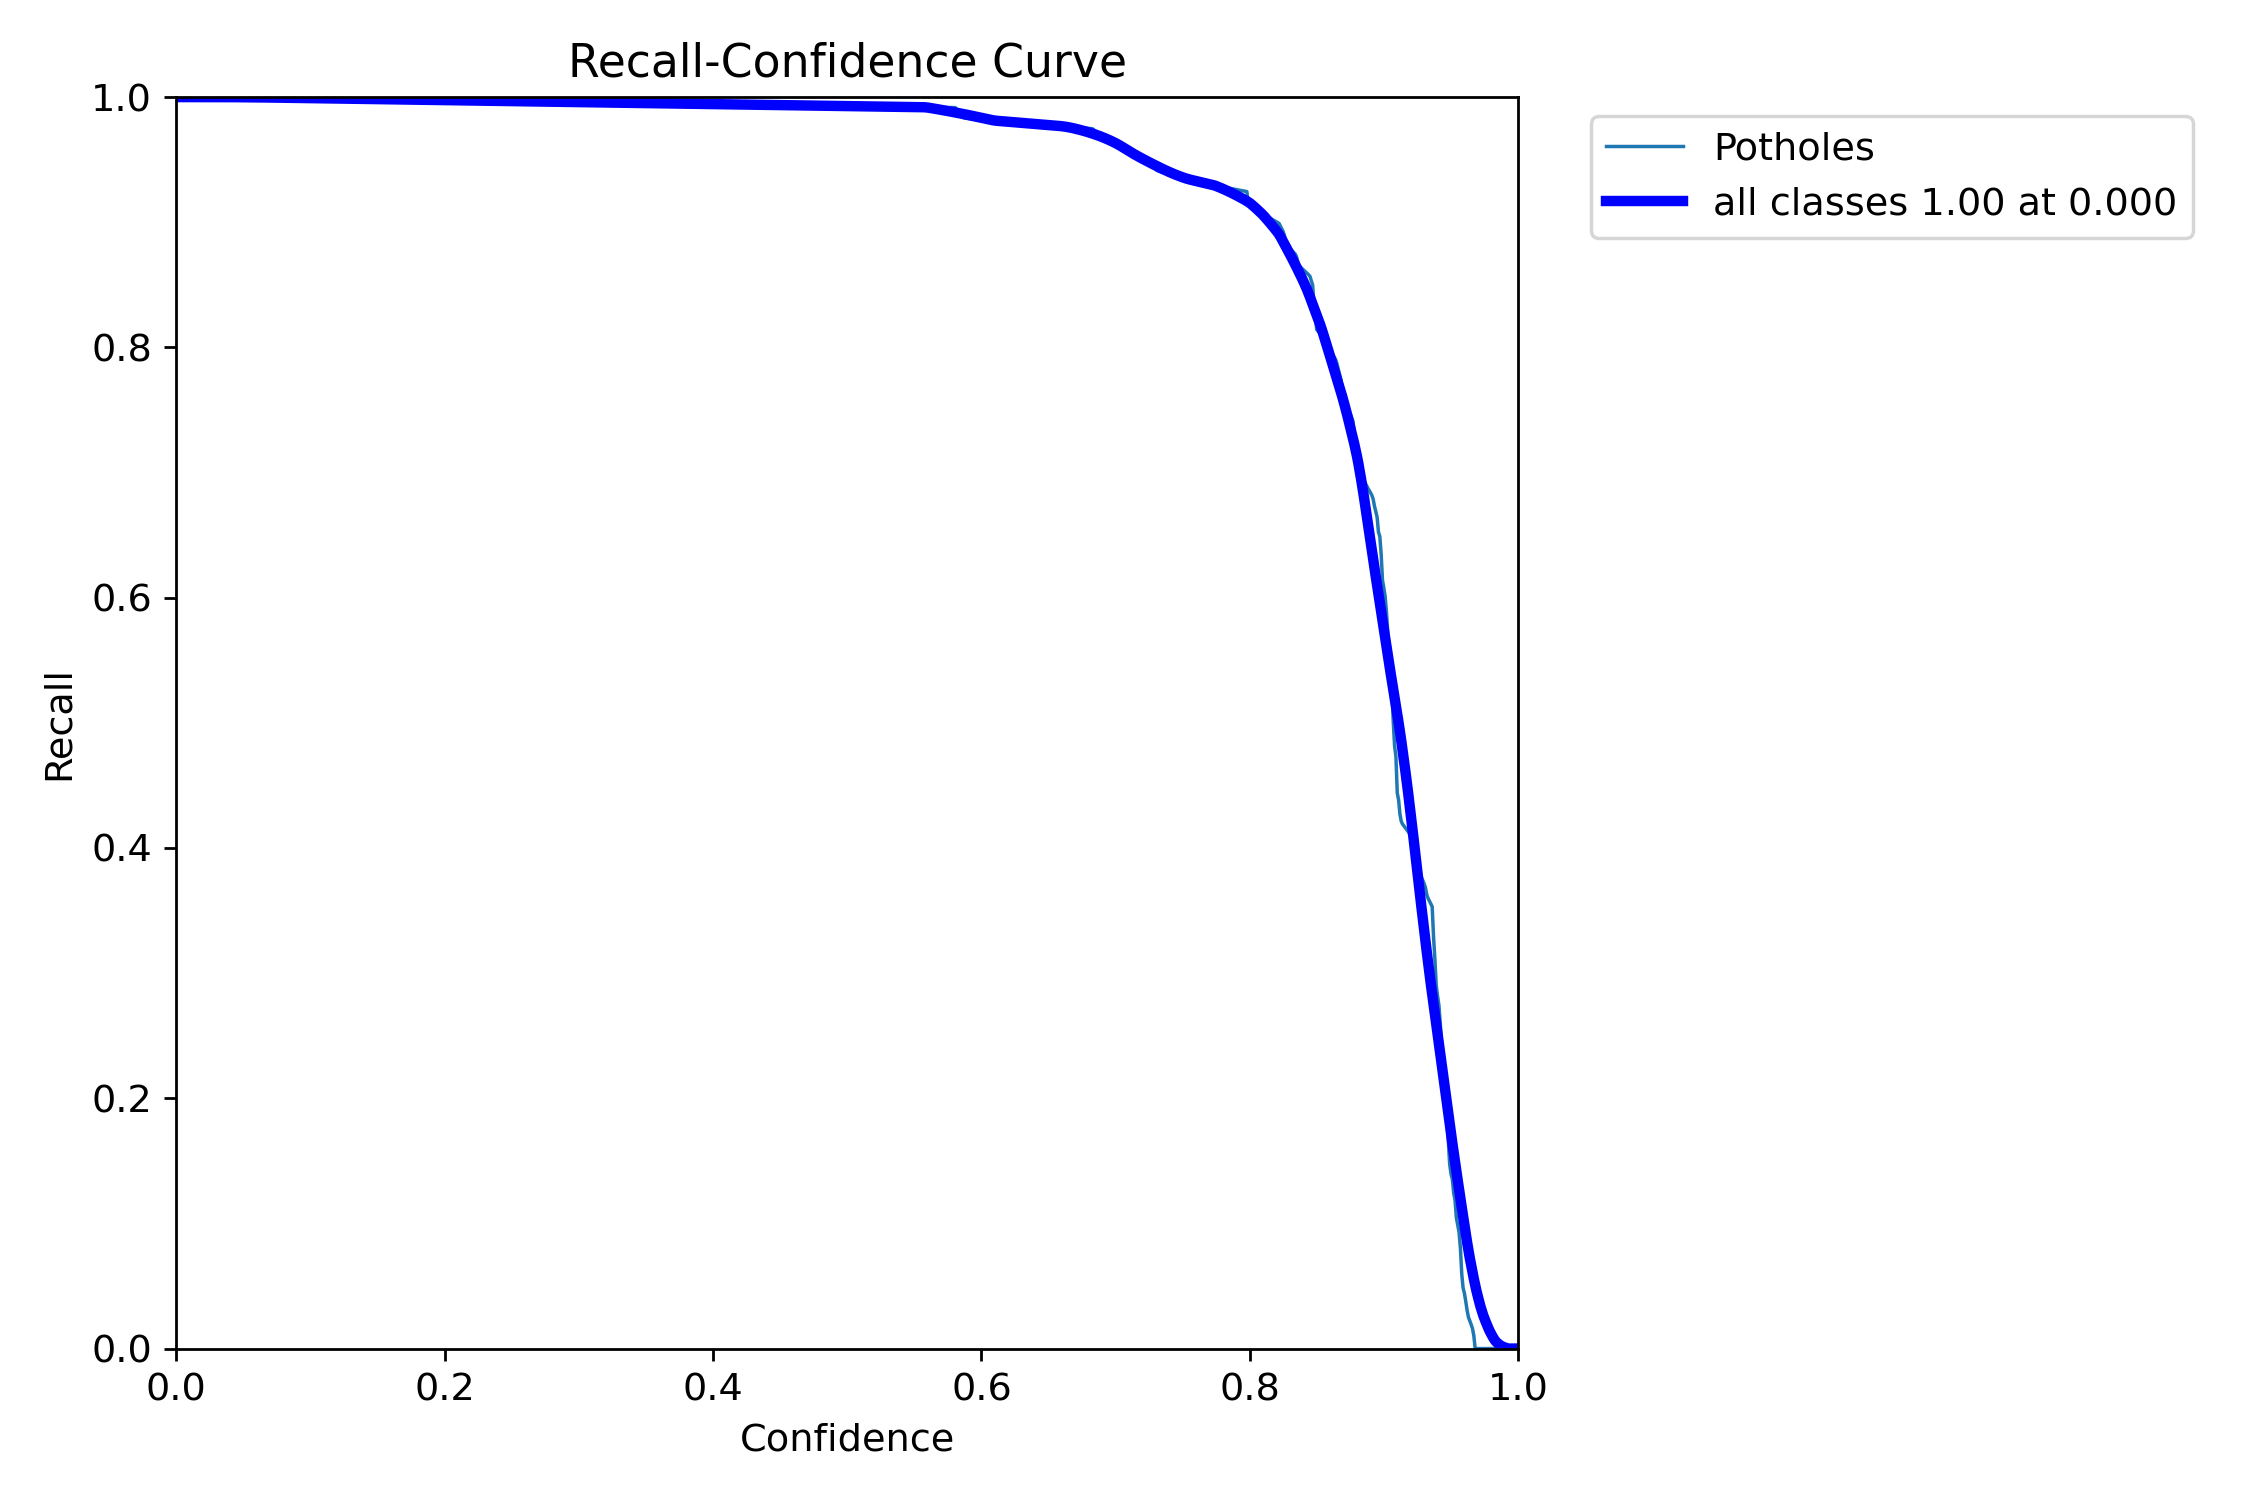 Recall-Confidence Curve
1.0
0.8
0.6
0.4
0.2
0.0
Recall
0.0 0.2 0.4 0.6 0.8 1.0
Confidence
Potholes
all classes 1.00 at 0.000